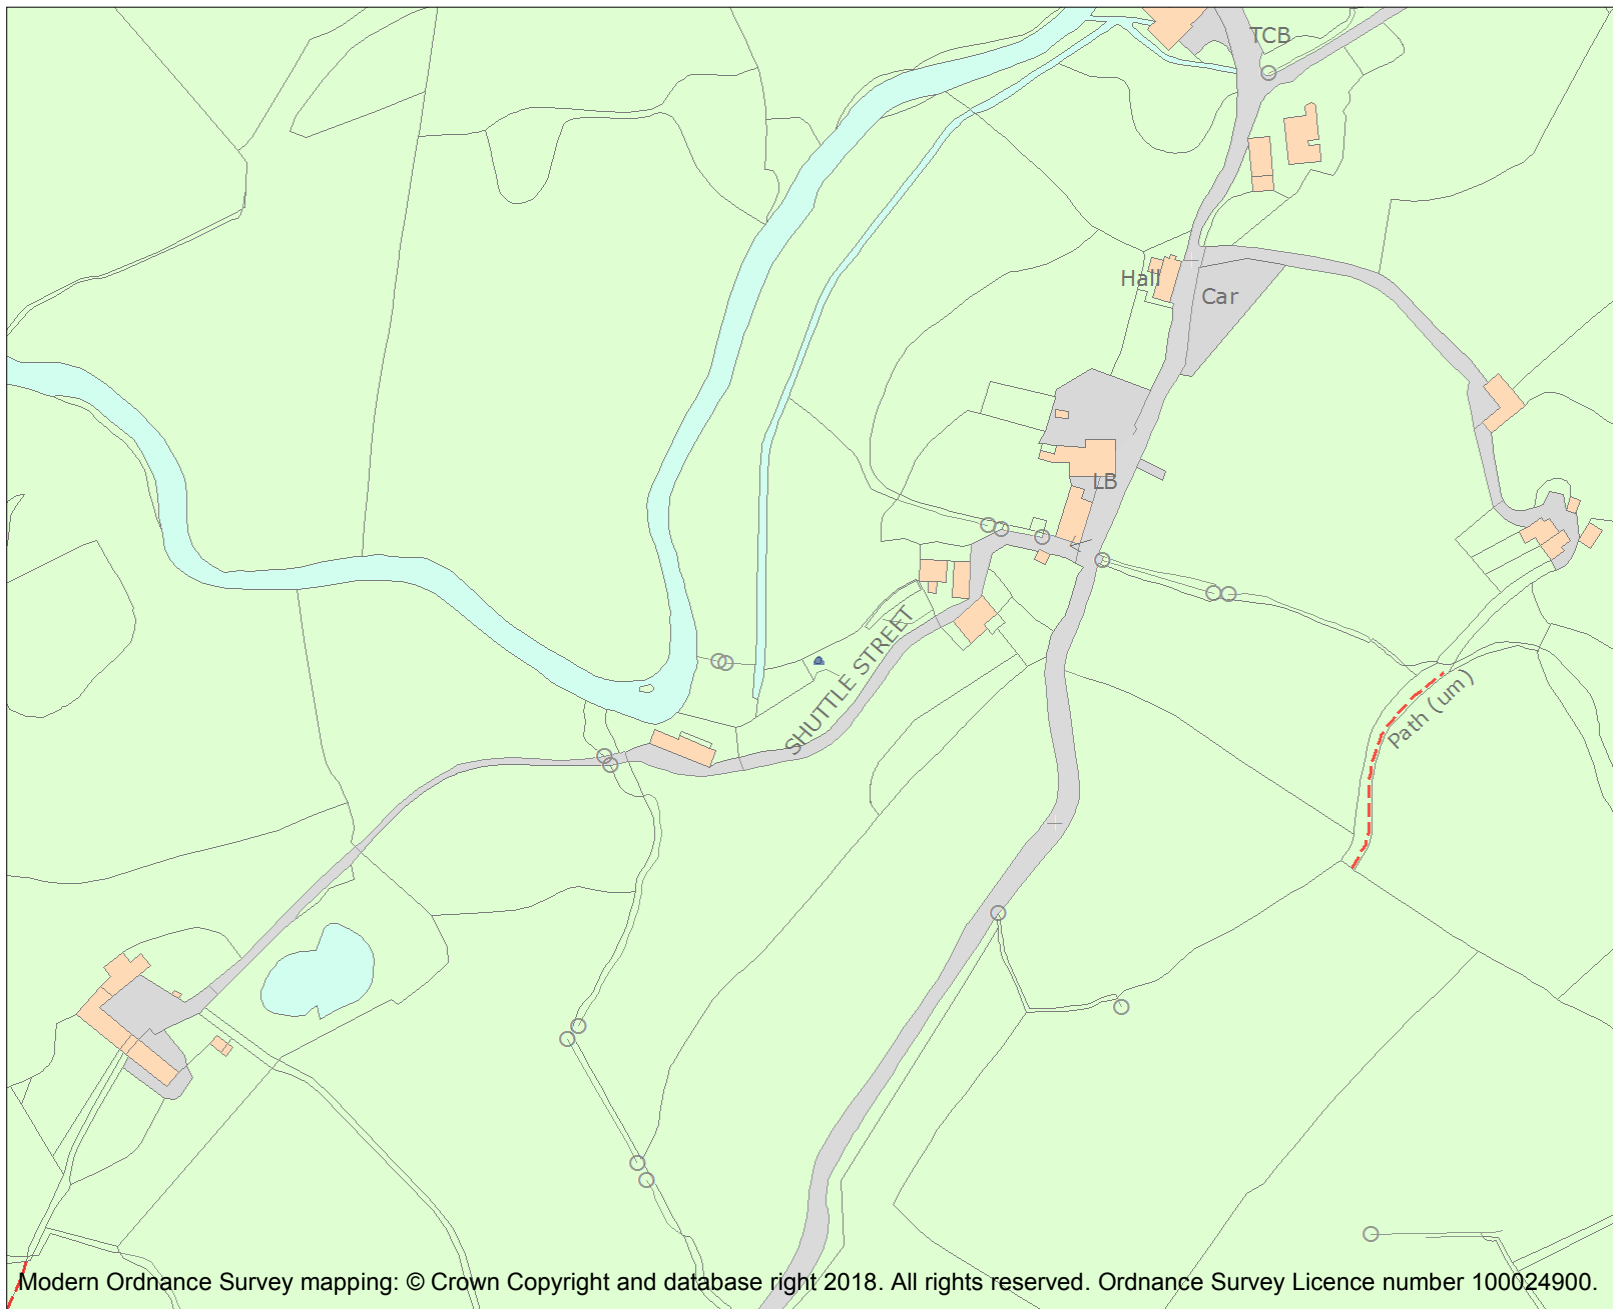 TCB
Hall
Car
LB
SHUTTLE STREET
Path (um)
Modern Ordnance Survey mapping: © Crown Copyright and database right 2018. All rights reserved. Ordnance Survey Licence number 100024900.